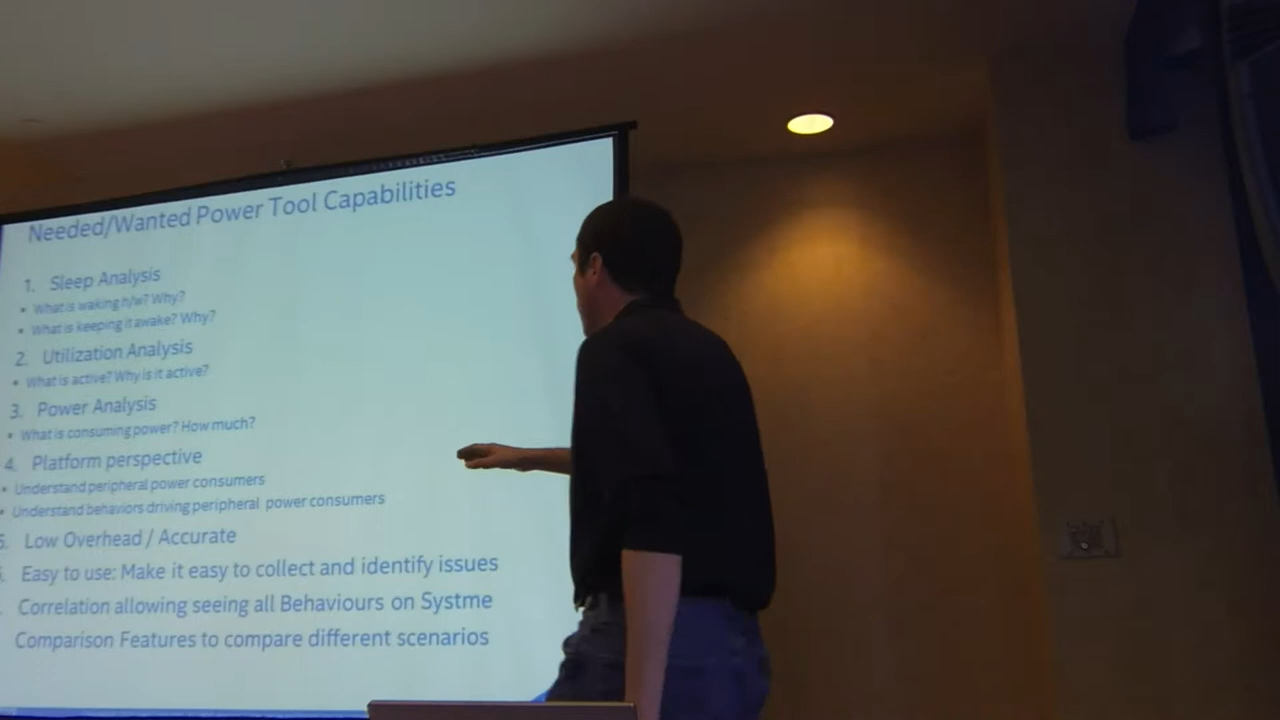 Needed/Wanted Power Tool Capabilities
1. Sleep Analysis
• What is waking h/w? Why?
• What is keeping it awake? Why?
2. Utilization Analysis
• What is active? Why is it active?
3. Power Analysis
• What is consuming power? How much?
4. Platform perspective
• Understand peripheral power consumers
• Understand behaviors driving peripheral power consumers
5. Low Overhead / Accurate
Easy to use: Make it easy to collect and identify issues
Correlation allowing seeing all Behaviours on Systme
Comparison Features to compare different scenarios